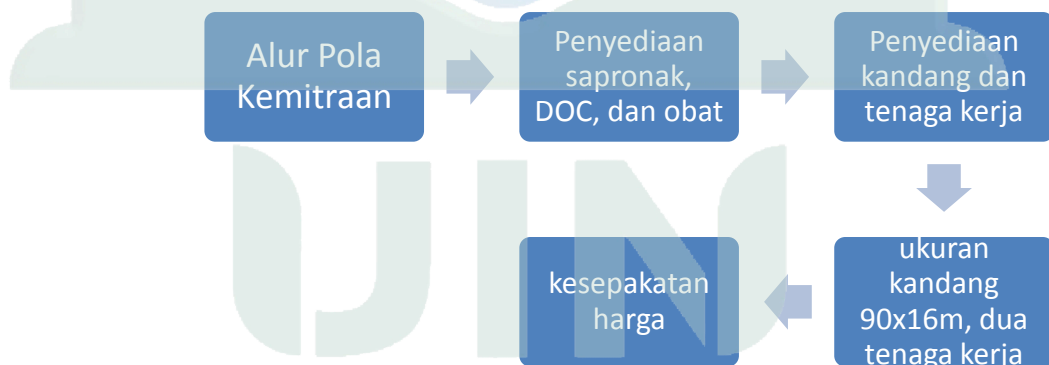 Alur Pola
Kemitraan
Penyediaan
sapronak,
DOC, dan obat
Penyediaan
kandang dan
tenaga kerja
ukuran
kandang
90x16m, dua
tenaga kerja
kesepakatan
harga
UIN